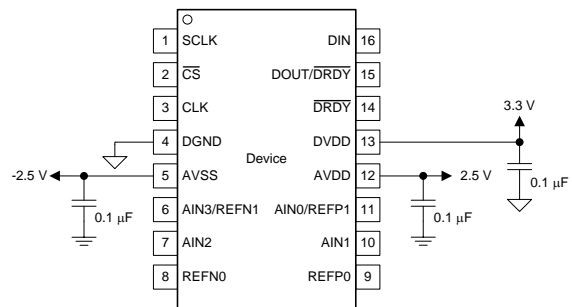 1 SCLK DIN 16
2 CS DOUT/DRDY 15
3 CLK DRDY 14
3.3 V
4 DGND DVDD 13
Device
0.1 µF
-2.5 V 5 AVSS AVDD 12 2.5 V
0.1 µF 6 AIN3/REFN1 AIN0/REFP1 11 0.1 µF
7 AIN2 AIN1 10
8 REFN0 REFP0 9